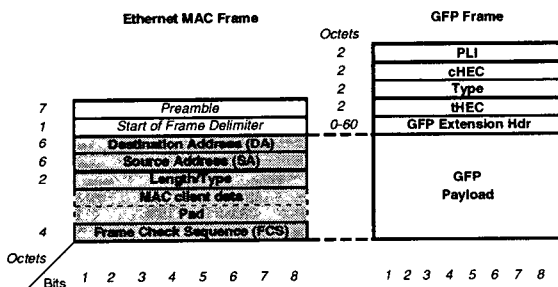 Ethernet MAC Frame
GFP Frame
Octets
2 PLI
2 cHEC
2 Type
2 tHEC
0-60 GFP Extension Hdr
GFP
Payload
7 Preamble
1 Start of Frame Delimiter
6 Destination Address (DA)
6 Source Address (SA)
2 Length/Type
MAC client data
Pad
4 Frame Check Sequence (FCS)
Octets
Bits 1 2 3 4 5 6 7 8
1 2 3 4 5 6 7 8